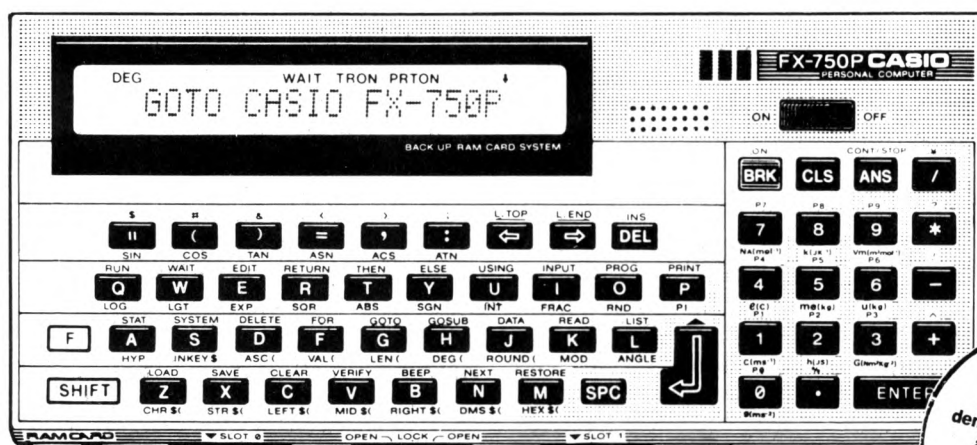 DEG WAIT TRON PRTON
GOTO CASIO FX-750P
BACK UP RAM CARD SYSTEM
FX-750P CASIO
PERSONAL COMPUTER
ON OFF
ON CONT/STOP ¥
BRK CLS ANS /
$ # & < > ; L.TOP L.END INS
" ( ) = , : ⇦ ⇨ DEL
SIN COS TAN ASN ACS ATN
RUN WAIT EDIT RETURN THEN ELSE USING INPUT PROG PRINT
Q W E R T Y U I O P
LOG LGT EXP SQR ABS SGN INT FRAC RND PI
STAT SYSTEM DELETE FOR GOTO GOSUB DATA READ LIST
F A S D F G H J K L
HYP INKEY$ ASC( VAL( LEN( DEG( ROUND( MOD ANGLE
LOAD SAVE CLEAR VERIFY BEEP NEXT RESTORE
SHIFT Z X C V B N M SPC
CHR$( STR$( LEFT$( MID$( RIGHT$( DMS$( HEX$(
P7 P8 P9 ?
7 8 9 *
P4 P5 P6
4 5 6 -
P1 P2 P3 ^
1 2 3 +
0 . ENTER
RAM CARD ▼SLOT 0 OPEN LOCK OPEN ▼SLOT 1